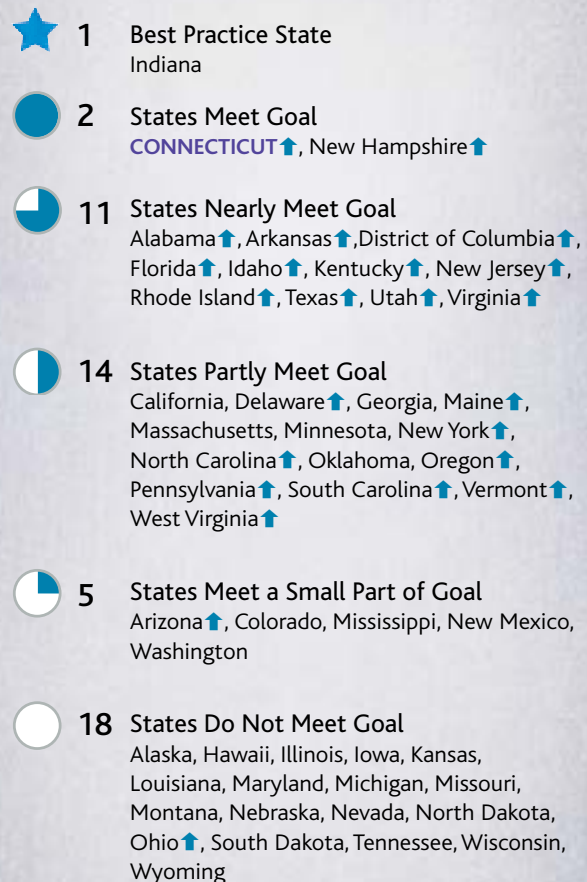 1 Best Practice State
Indiana
2 States Meet Goal
CONNECTICUT⬆, New Hampshire⬆
11 States Nearly Meet Goal
Alabama⬆, Arkansas⬆,District of Columbia⬆,
Florida⬆, Idaho⬆, Kentucky⬆, New Jersey⬆,
Rhode Island⬆, Texas⬆, Utah⬆, Virginia⬆
14 States Partly Meet Goal
California, Delaware⬆, Georgia, Maine⬆,
Massachusetts, Minnesota, New York⬆,
North Carolina⬆, Oklahoma, Oregon⬆,
Pennsylvania⬆, South Carolina⬆, Vermont⬆,
West Virginia⬆
5 States Meet a Small Part of Goal
Arizona⬆, Colorado, Mississippi, New Mexico,
Washington
18 States Do Not Meet Goal
Alaska, Hawaii, Illinois, Iowa, Kansas,
Louisiana, Maryland, Michigan, Missouri,
Montana, Nebraska, Nevada, North Dakota,
Ohio⬆, South Dakota, Tennessee, Wisconsin,
Wyoming